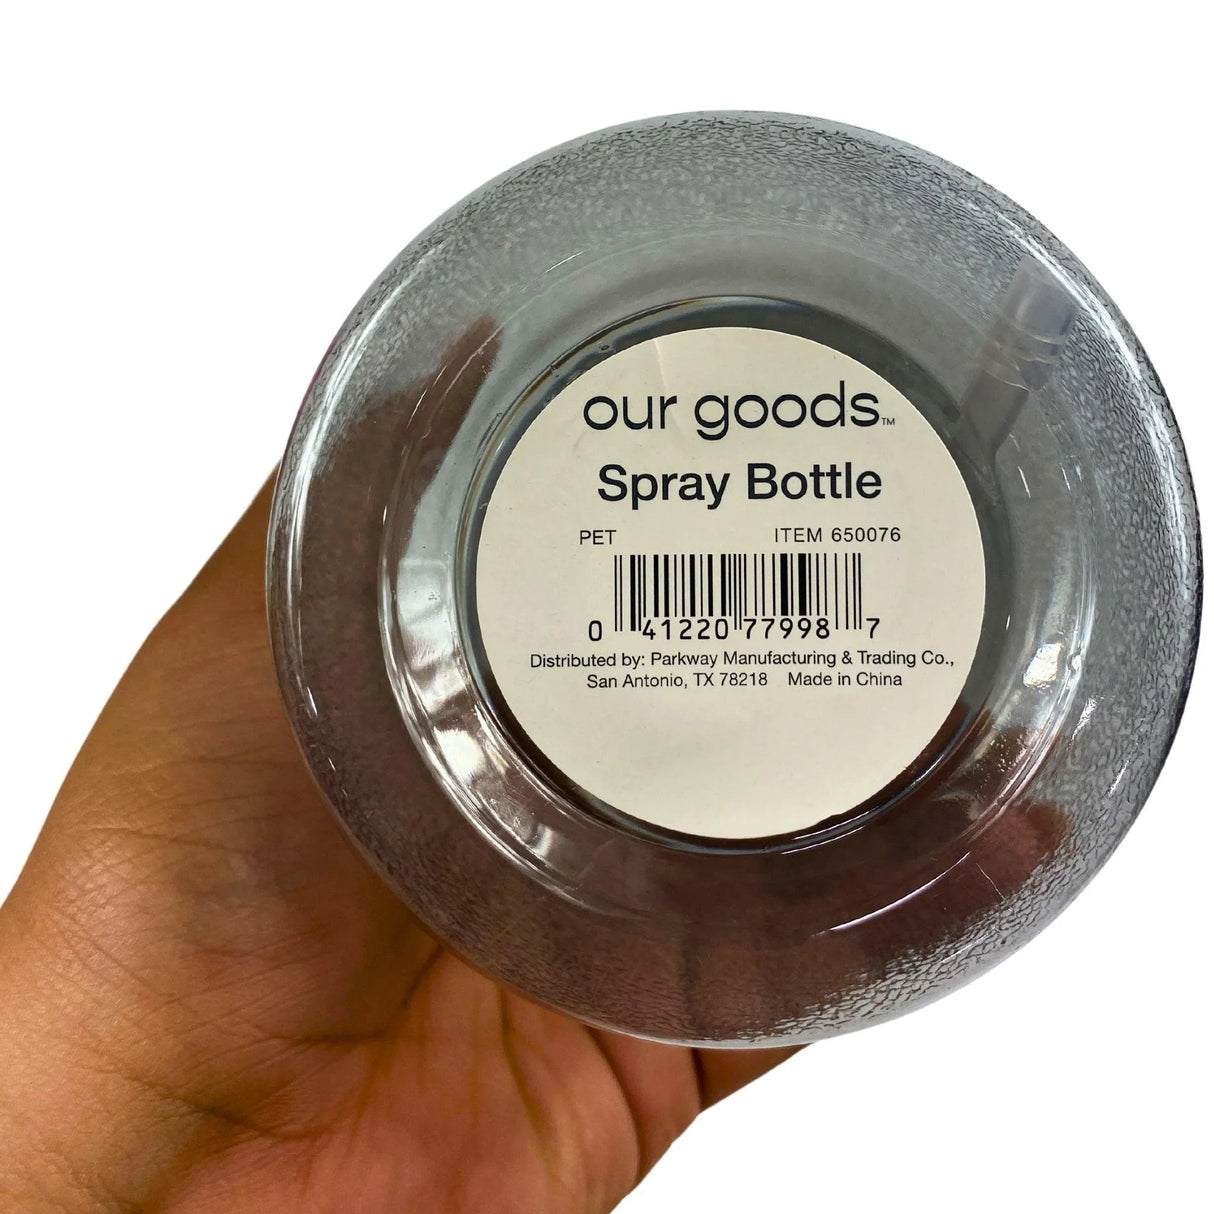 our goods™
Spray Bottle
PET ITEM 650076
0 41220 77998 7
Distributed by: Parkway Manufacturing & Trading Co.,
San Antonio, TX 78218 Made in China